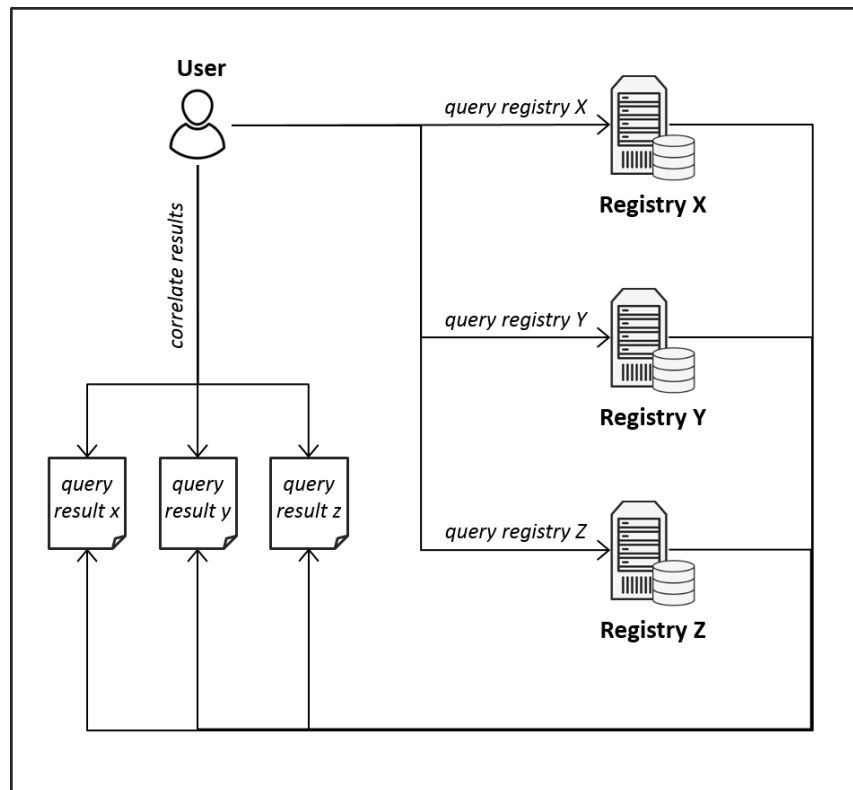 User
query registry X
Registry X
correlate results
query registry Y
Registry Y
query
result x
query
result y
query
result z
query registry Z
Registry Z